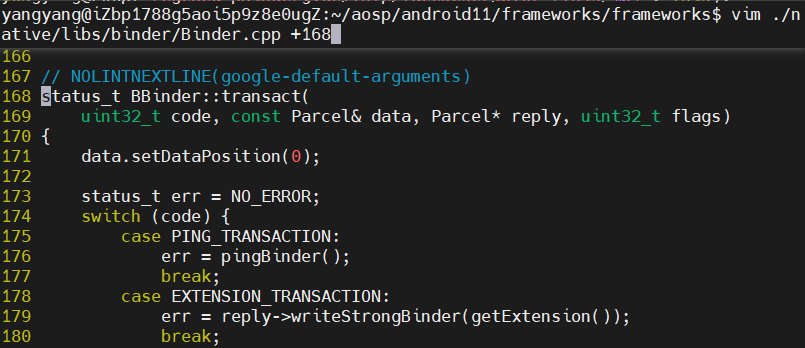 yangyang@iZbp1788g5aoi5p9z8e0ugZ:~/aosp/android11/frameworks/frameworks$ vim ./n
ative/libs/binder/Binder.cpp +168
166
167 // NOLINTNEXTLINE(google-default-arguments)
168 status_t BBinder::transact(
169     uint32_t code, const Parcel& data, Parcel* reply, uint32_t flags)
170 {
171     data.setDataPosition(0);
172
173     status_t err = NO_ERROR;
174     switch (code) {
175         case PING_TRANSACTION:
176             err = pingBinder();
177             break;
178         case EXTENSION_TRANSACTION:
179             err = reply->writeStrongBinder(getExtension());
180             break;